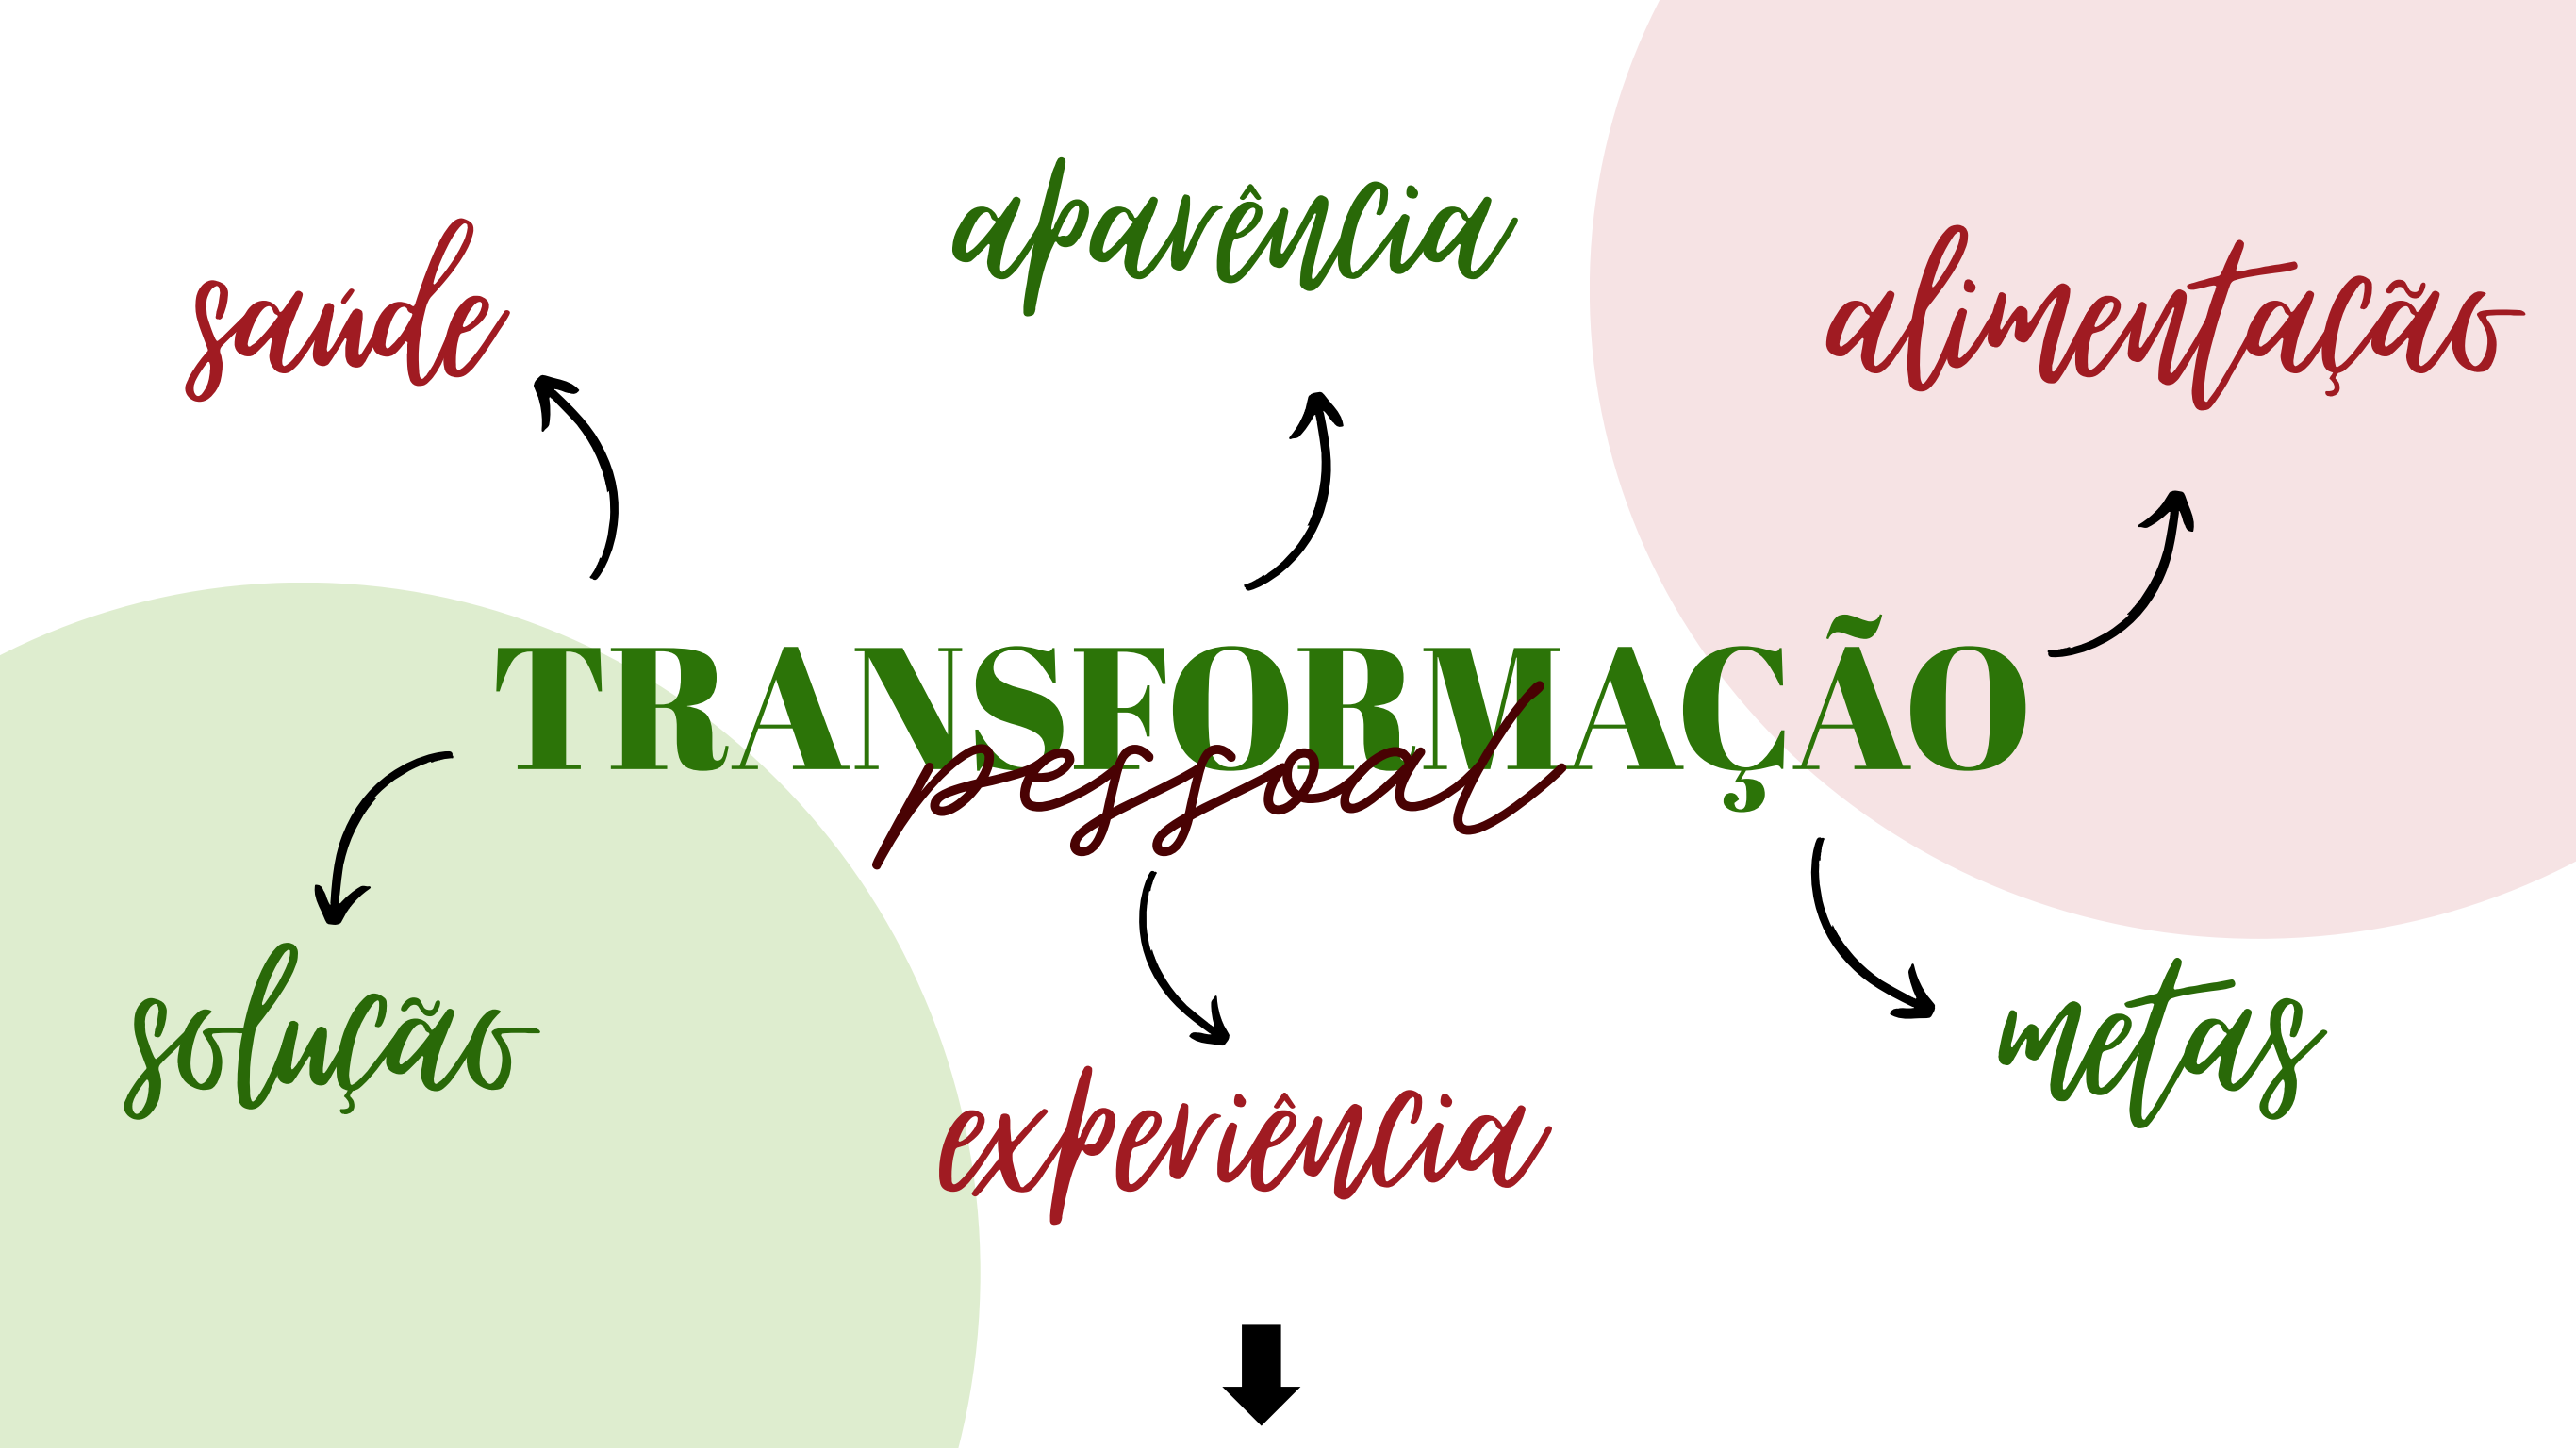 saúde
aparência
alimentação
TRANSFORMAÇÃO
pessoal
solução
experiência
metas